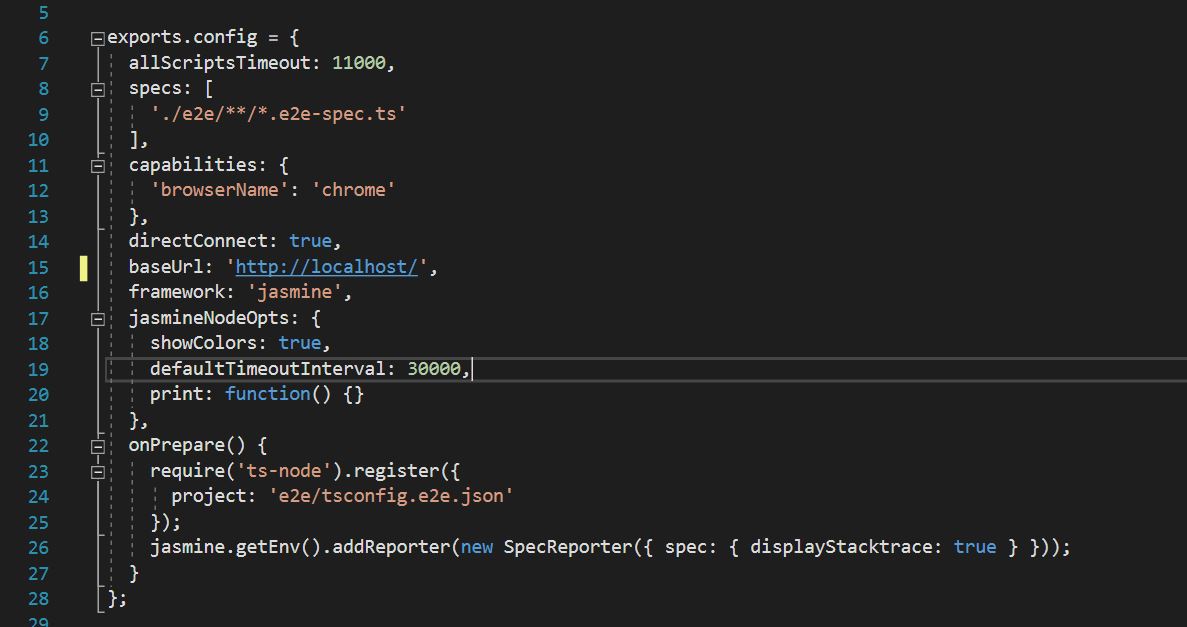 5
6 exports.config = {
7   allScriptsTimeout: 11000,
8   specs: [
9     './e2e/**/*.e2e-spec.ts'
10   ],
11   capabilities: {
12     'browserName': 'chrome'
13   },
14   directConnect: true,
15   baseUrl: 'http://localhost/',
16   framework: 'jasmine',
17   jasmineNodeOpts: {
18     showColors: true,
19     defaultTimeoutInterval: 30000,
20     print: function() {}
21   },
22   onPrepare() {
23     require('ts-node').register({
24       project: 'e2e/tsconfig.e2e.json'
25     });
26     jasmine.getEnv().addReporter(new SpecReporter({ spec: { displayStacktrace: true } }));
27   }
28 };
29